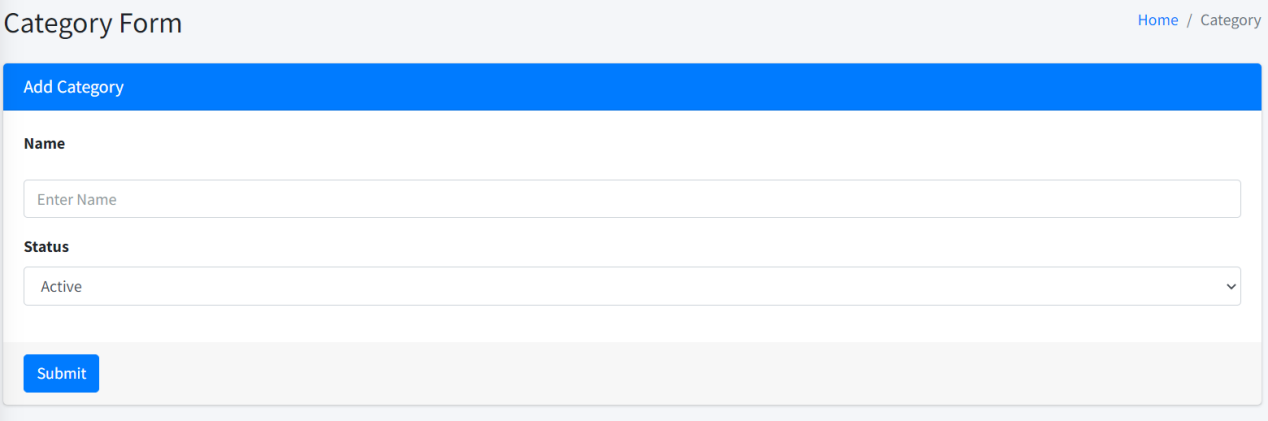 Category Form
Home / Category
Add Category
Name
Enter Name
Status
Active
Submit